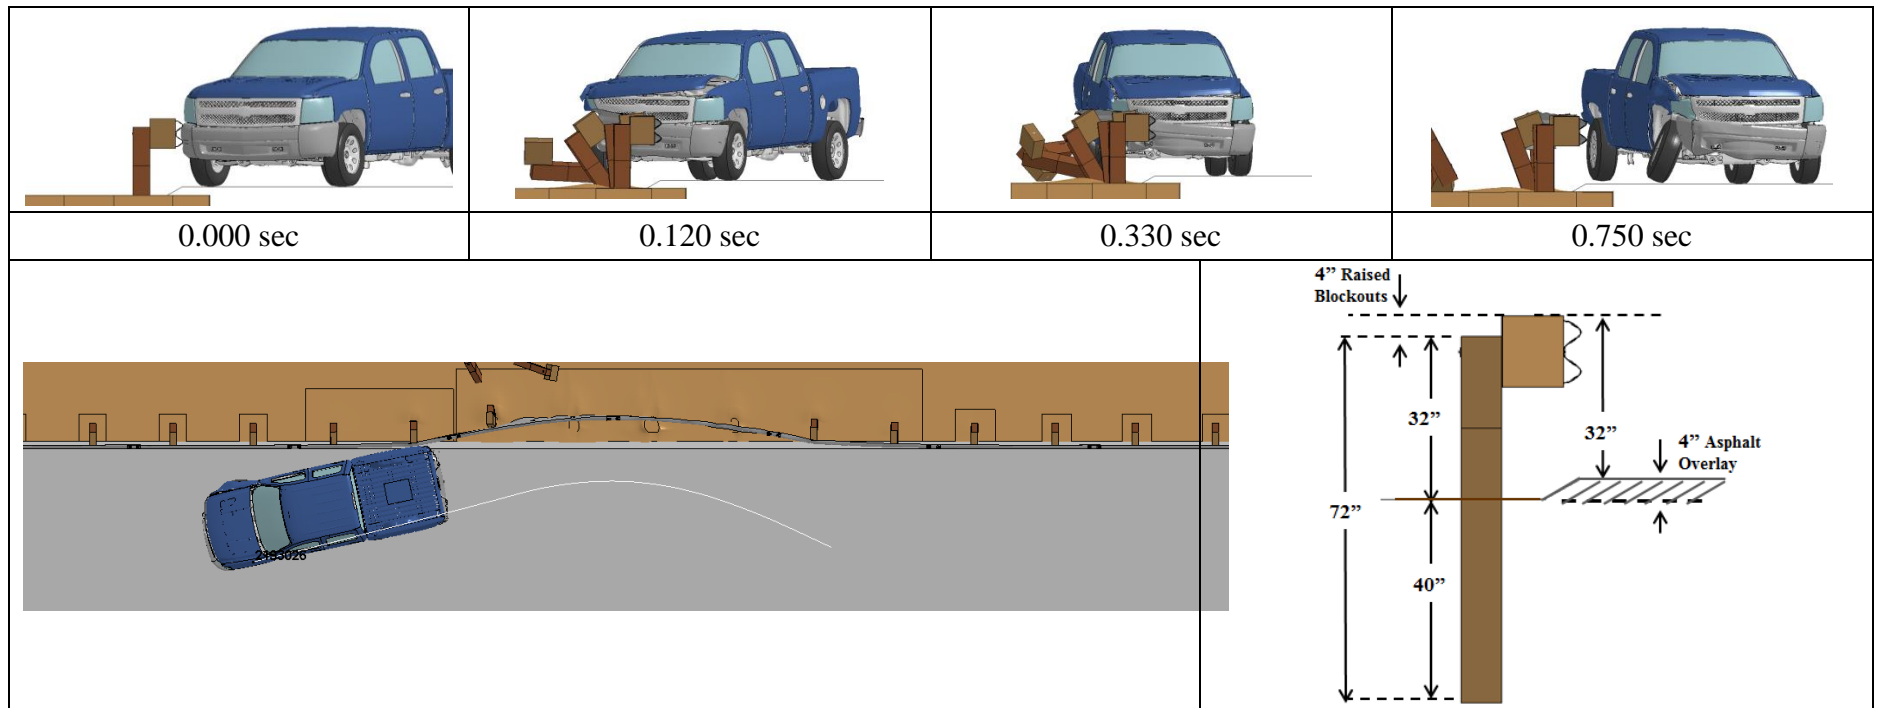 0.000 sec
0.120 sec
0.330 sec
0.750 sec
2193026
4” Raised
Blockouts
32”
32”
4” Asphalt
Overlay
72”
40”